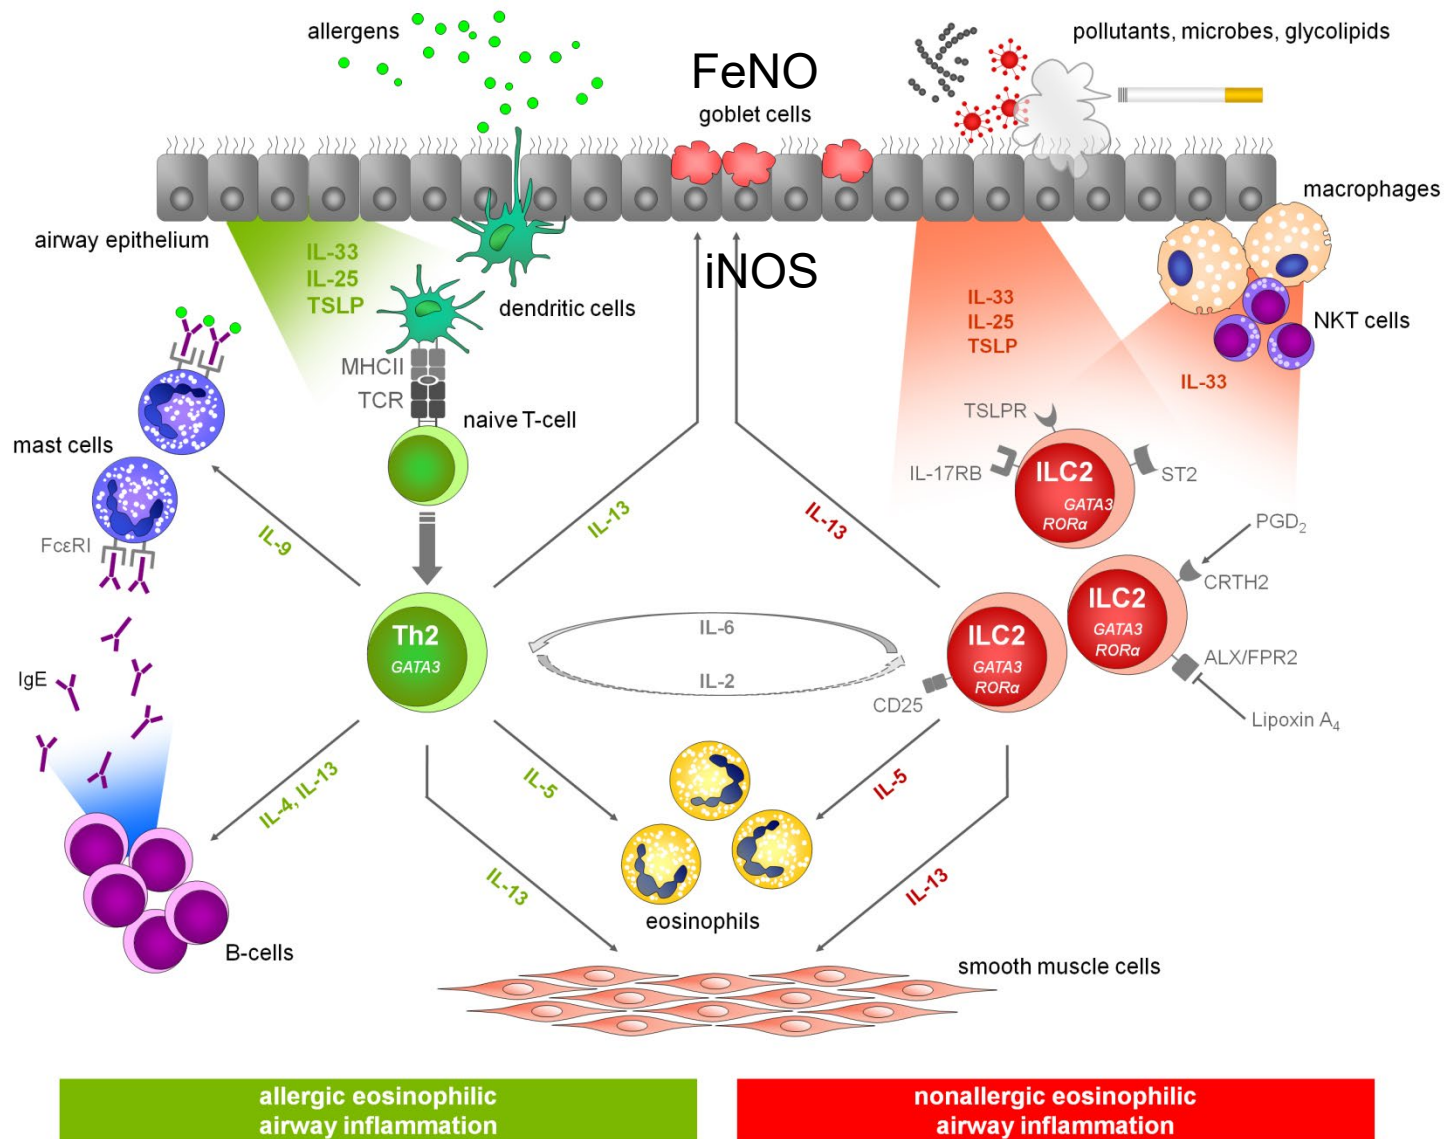 allergens
FeNO
goblet cells
pollutants, microbes, glycolipids
macrophages
airway epithelium
IL-33
IL-25
TSLP
dendritic cells
iNOS
IL-33
IL-25
TSLP
NKT cells
IL-33
MHCII
TCR
naive T-cell
mast cells
FcεRI
IL-9
IL-13
IL-13
TSLPR
IL-17RB
ST2
ILC2
GATA3
RORα
PGD₂
CRTH2
ILC2
GATA3
RORα
ALX/FPR2
Lipoxin A₄
Th2
GATA3
IL-6
IL-2
ILC2
GATA3
RORα
CD25
IgE
IL-4, IL-13
IL-5
IL-5
IL-13
IL-13
eosinophils
B-cells
smooth muscle cells
allergic eosinophilic
airway inflammation
nonallergic eosinophilic
airway inflammation